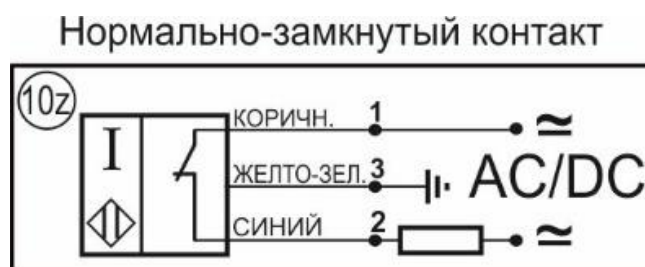 Нормально-замкнутый контакт
10z
I
КОРИЧН. 1 ≃
ЖЕЛТО-ЗЕЛ. 3 AC/DC
СИНИЙ 2 ≃